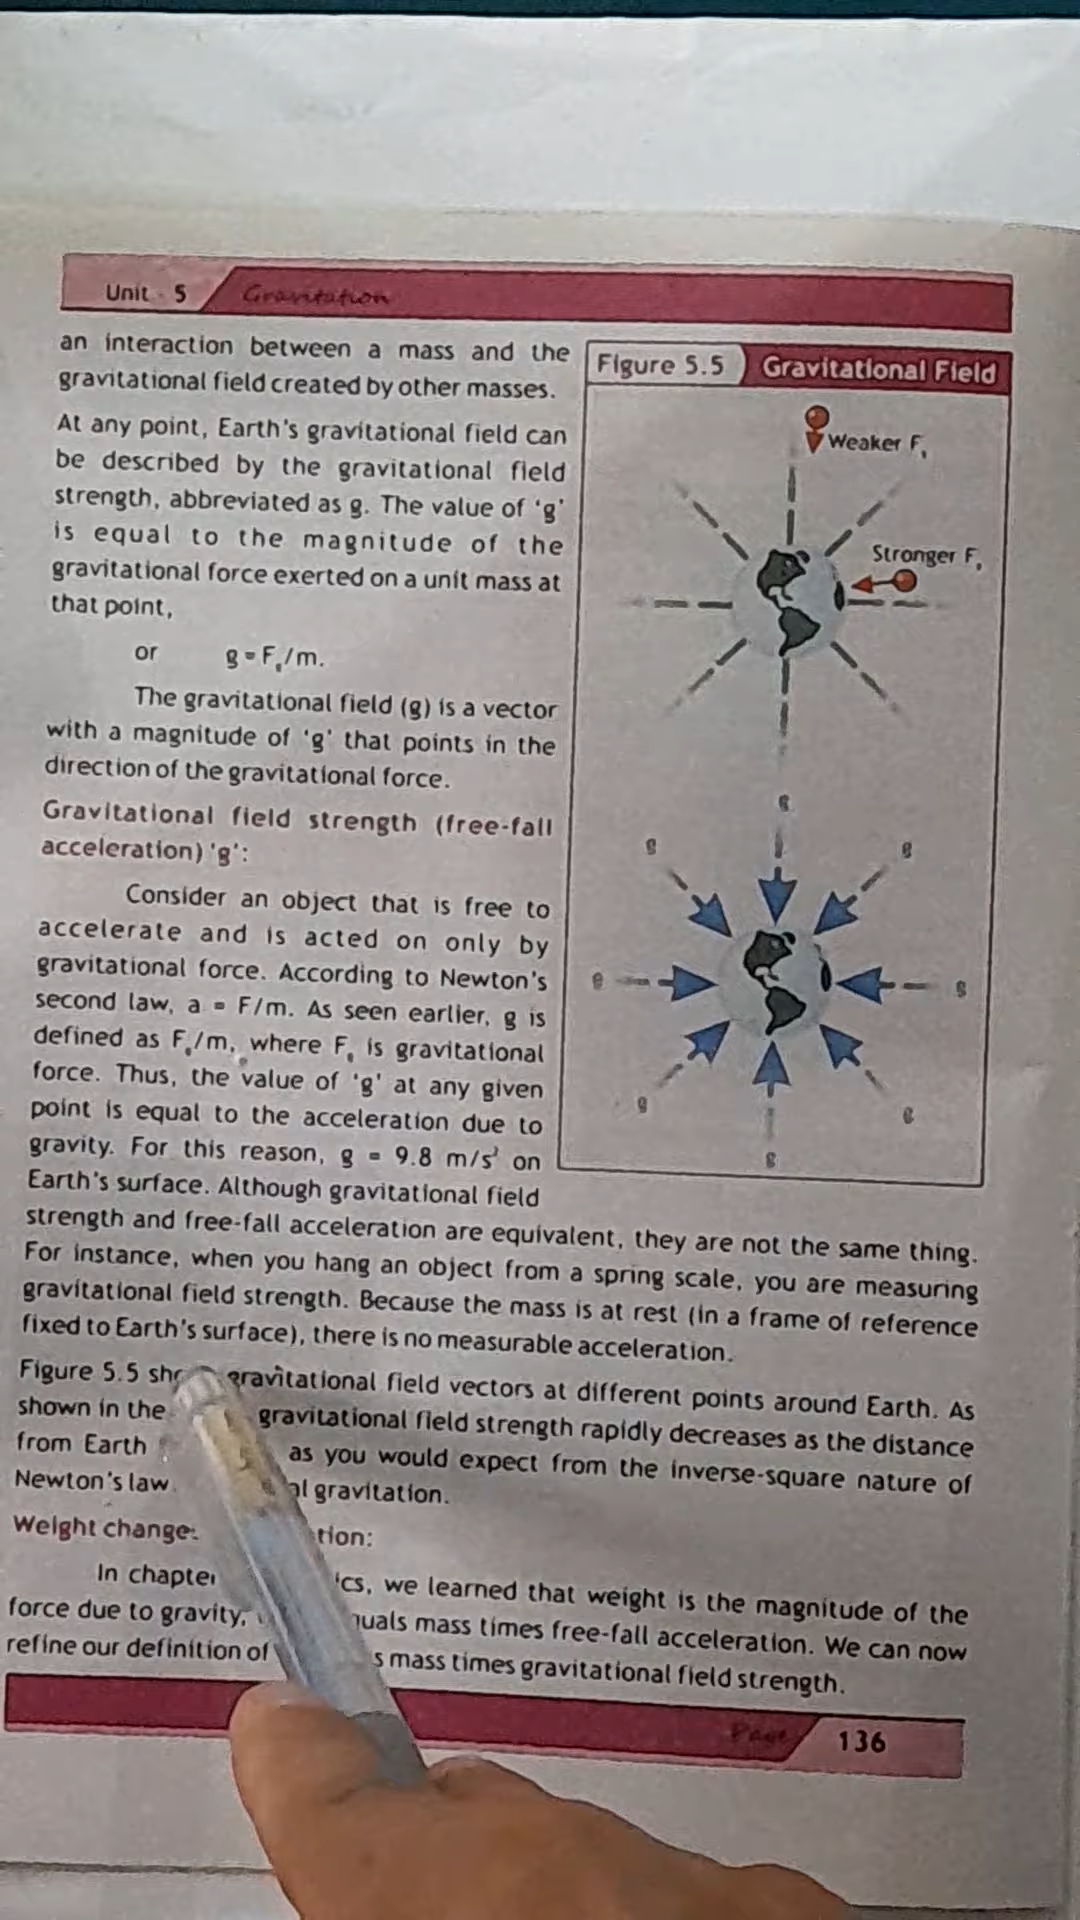 Unit - 5 Gravitation
an interaction between a mass and the
gravitational field created by other masses.
At any point, Earth's gravitational field can
be described by the gravitational field
strength, abbreviated as g. The value of 'g'
is equal to the magnitude of the
gravitational force exerted on a unit mass at
that point,
or g = Fg/m.
The gravitational field (g) is a vector
with a magnitude of 'g' that points in the
direction of the gravitational force.
Gravitational field strength (free-fall
acceleration) 'g':
Consider an object that is free to
accelerate and is acted on only by
gravitational force. According to Newton's
second law, a = F/m. As seen earlier, g is
defined as Fg/m, where Fg is gravitational
force. Thus, the value of 'g' at any given
point is equal to the acceleration due to
gravity. For this reason, g = 9.8 m/s² on
Earth's surface. Although gravitational field
Figure 5.5 Gravitational Field
Weaker Fg
Stronger Fg
g
g
g
g
g
g
g
g
strength and free-fall acceleration are equivalent, they are not the same thing.
For instance, when you hang an object from a spring scale, you are measuring
gravitational field strength. Because the mass is at rest (in a frame of reference
fixed to Earth's surface), there is no measurable acceleration.
Figure 5.5 gravitational field vectors at different points around Earth. As
shown in the gravitational field strength rapidly decreases as the distance
from Earth as you would expect from the inverse-square nature of
Newton's law gravitation.
Weight
In we learned that weight is the magnitude of the
force due to gravity, mass times free-fall acceleration. We can now
refine our definition of mass times gravitational field strength.
Page 136